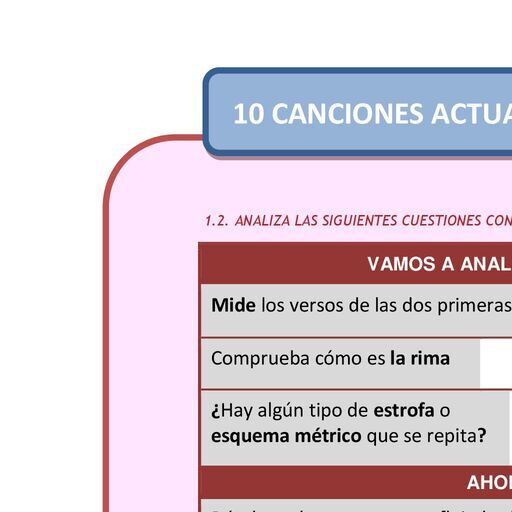 10 CANCIONES ACTUA
1.2. ANALIZA LAS SIGUIENTES CUESTIONES CON
VAMOS A ANAL
Mide los versos de las dos primeras
Comprueba cómo es la rima
¿Hay algún tipo de estrofa o
esquema métrico que se repita?
AHO